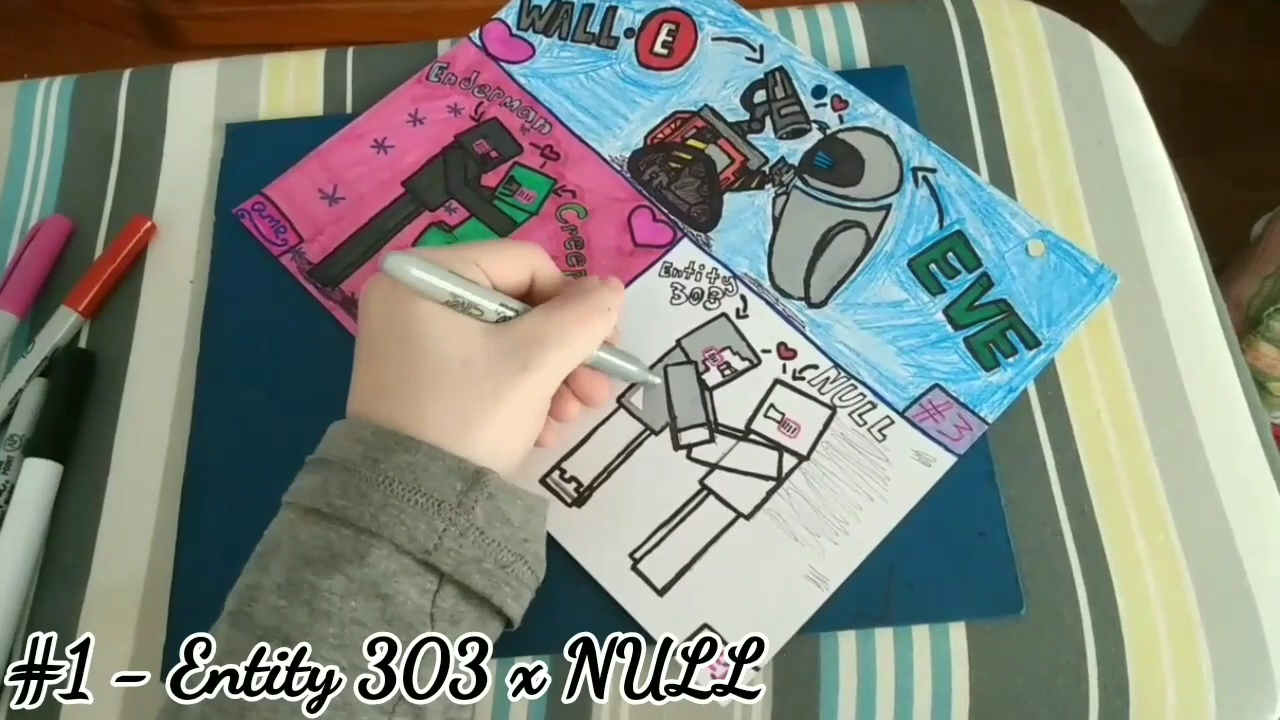 WALL·E
Enderman
Creep
EVE
Entity
303
NULL
#3
#1 - Entity 303 x NULL